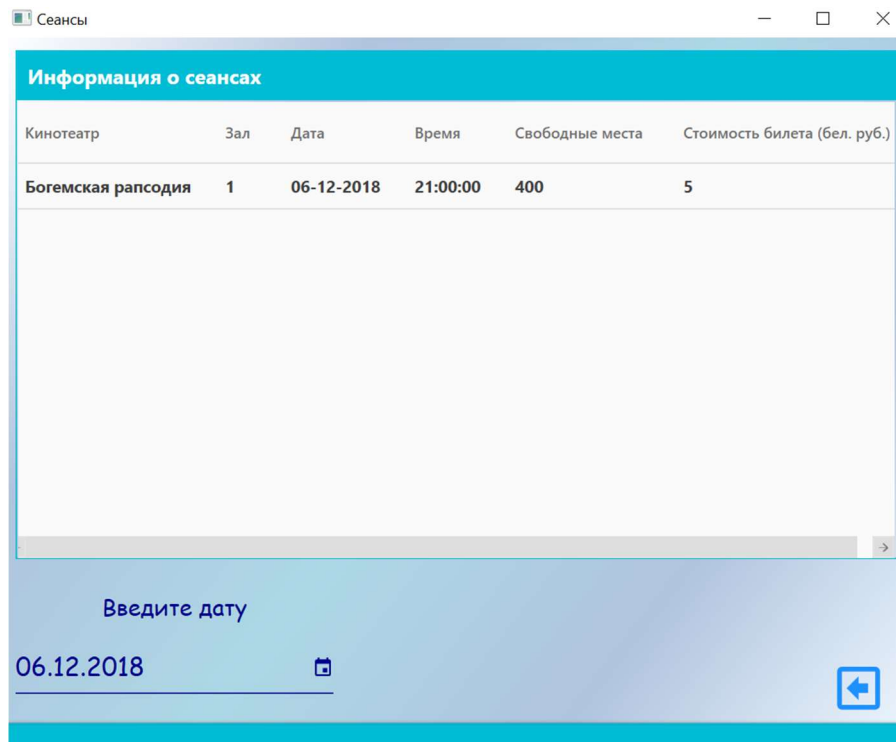 Сеансы
Информация о сеансах
Кинотеатр Зал Дата Время Свободные места Стоимость билета (бел. руб.)
Богемская рапсодия 1 06-12-2018 21:00:00 400 5
Введите дату
06.12.2018